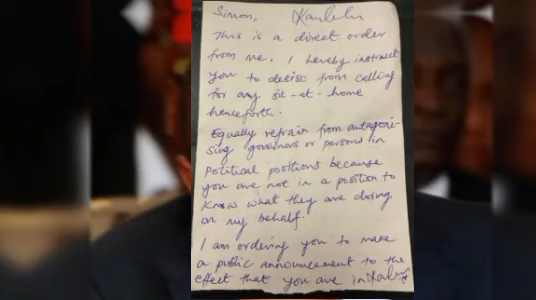 Simon,
This is a direct order
from me. I hereby instruct
you to desist from calling
for any sit-at-home
henceforth.
Equally refrain from antagoni-
sing governors or persons in
Political positions because
you are not in a position to
know what they are doing
on my behalf.
I am ordering you to make
a public announcement to the
effect that you are in